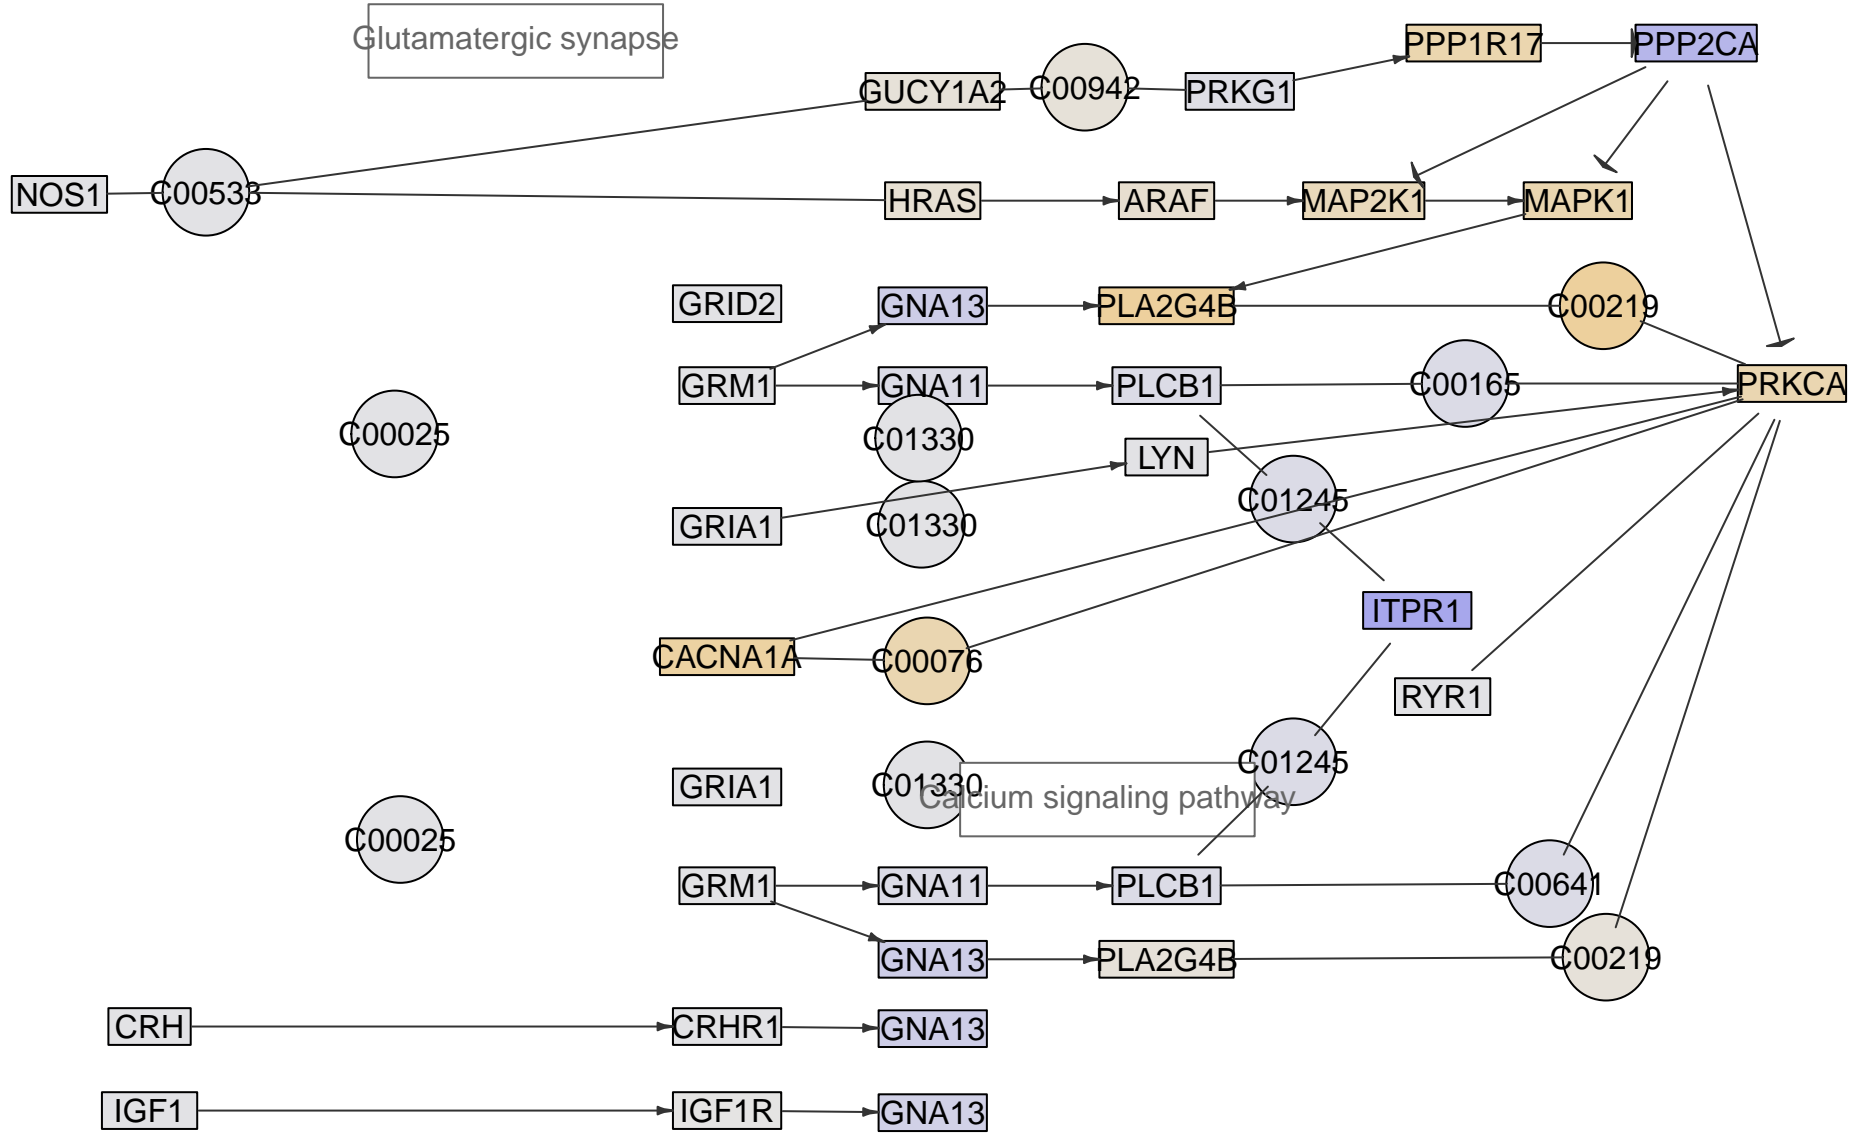 Glutamatergic synapse
PPP1R17
PPP2CA
GUCY1A2
C00942
PRKG1
NOS1
C00533
HRAS
ARAF
MAP2K1
MAPK1
GRID2
GNA13
PLA2G4B
C00219
GRM1
GNA11
PLCB1
C00165
PRKCA
C00025
C01330
LYN
GRIA1
C01330
C01245
ITPR1
CACNA1A
C00076
RYR1
GRIA1
C01330
C01245
Calcium signaling pathway
C00025
GRM1
GNA11
PLCB1
C00641
GNA13
PLA2G4B
C00219
CRH
CRHR1
GNA13
IGF1
IGF1R
GNA13